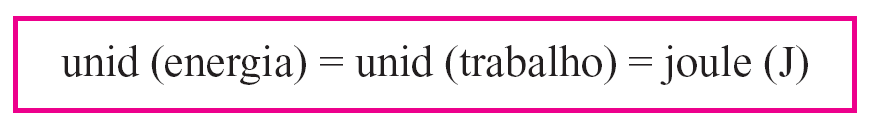 unid (energia) = unid (trabalho) = joule (J)